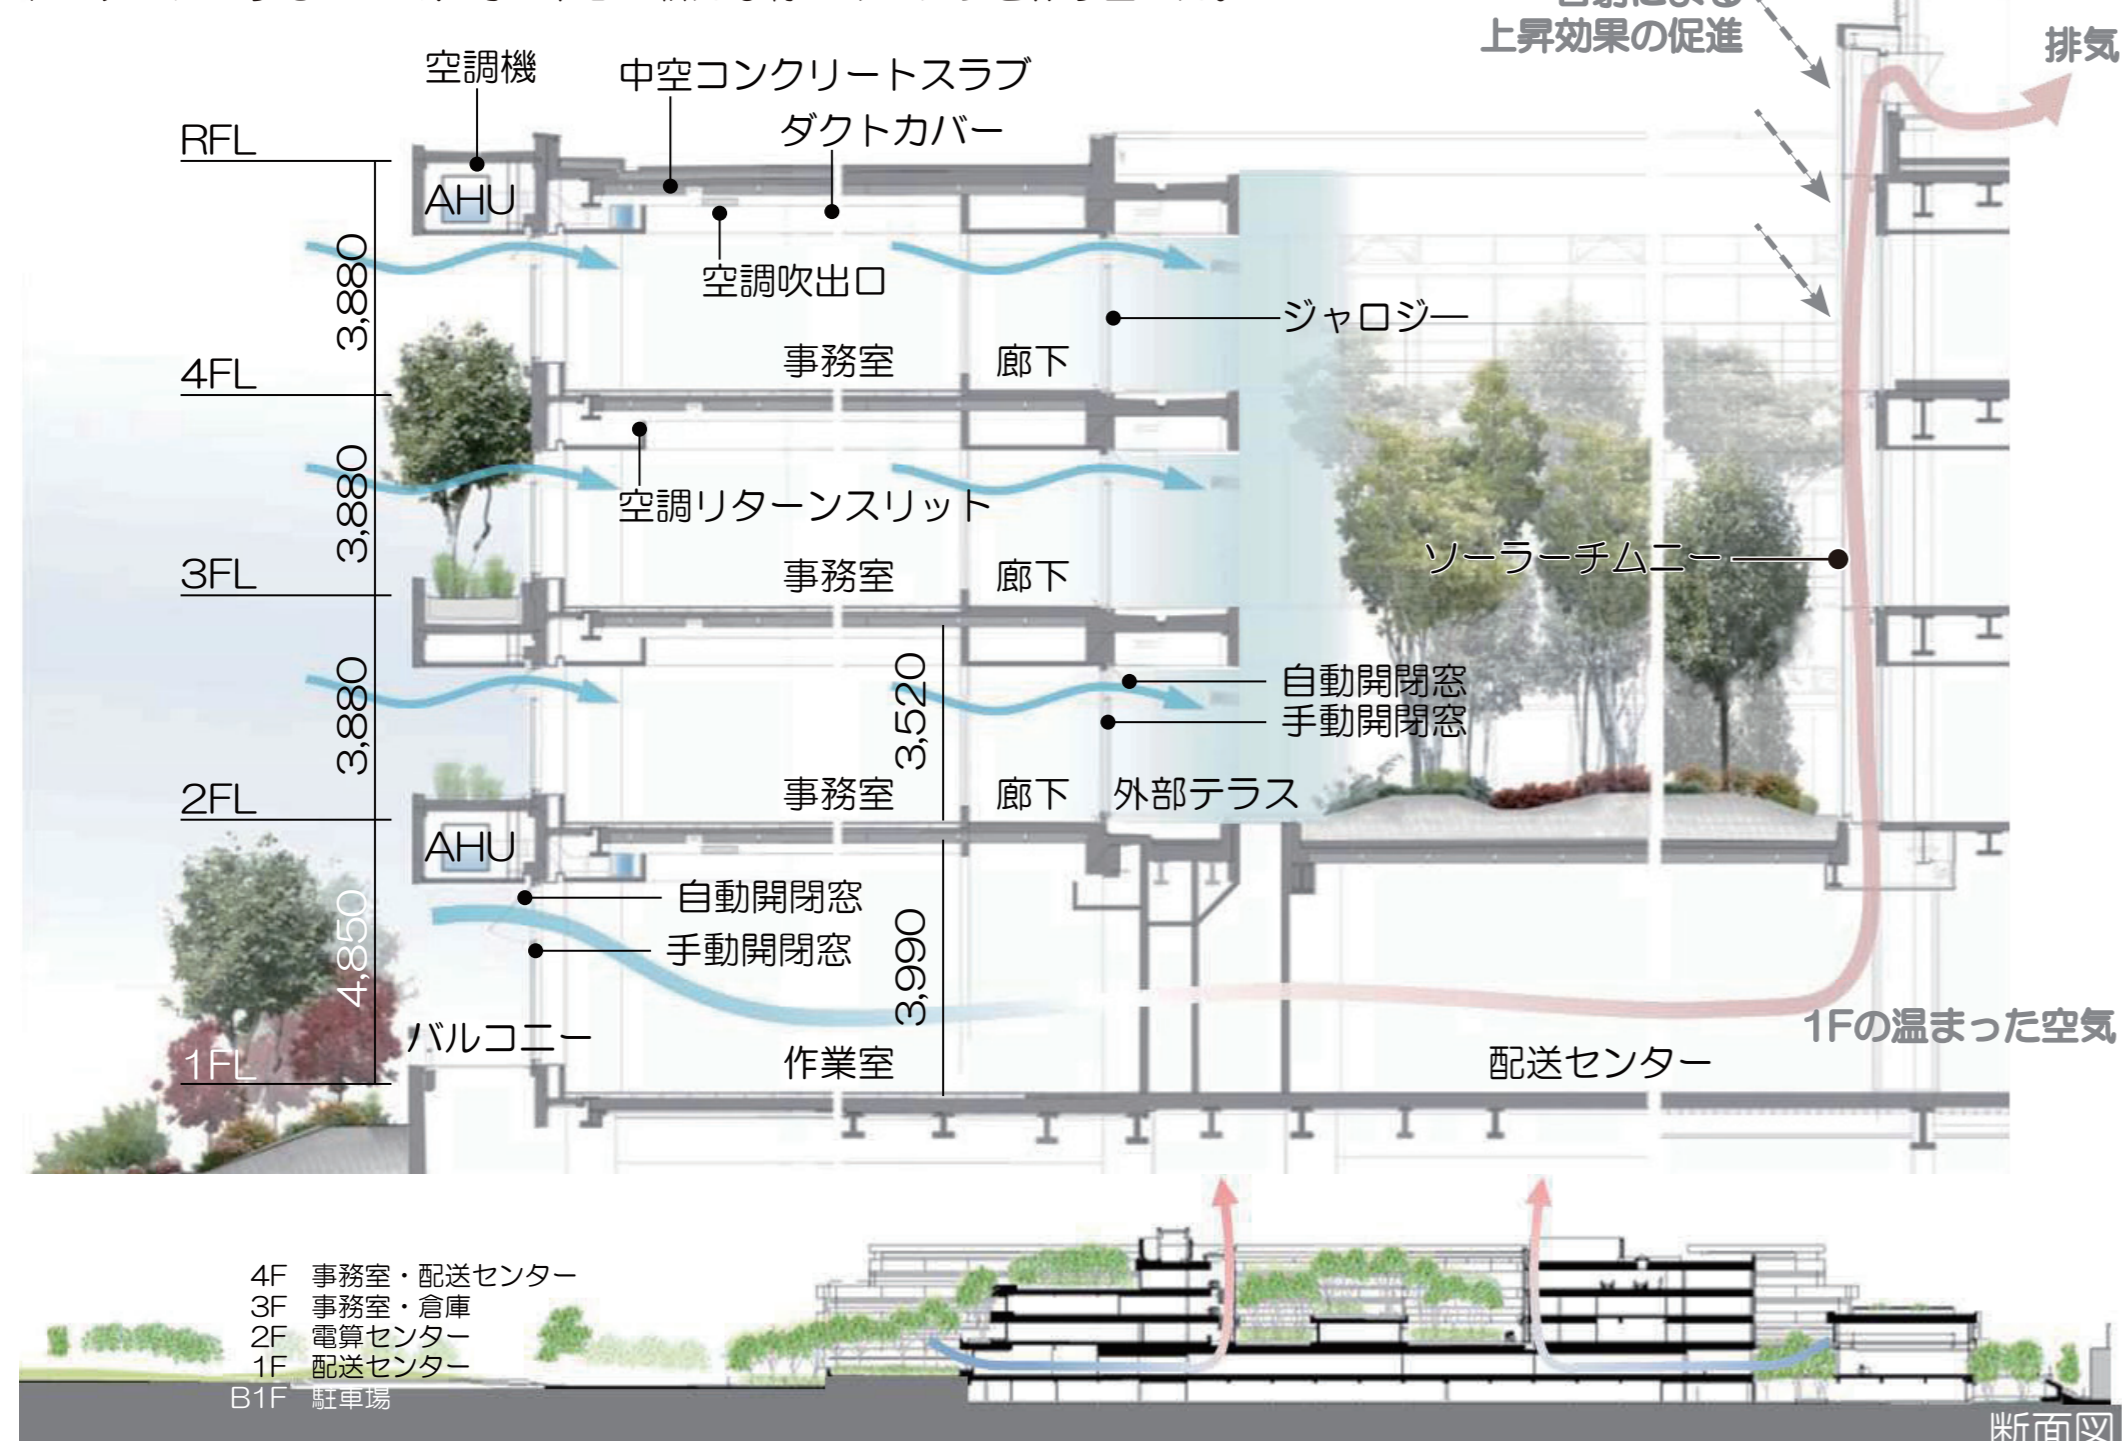 上昇効果の促進
排気
空調機
中空コンクリートスラブ
ダクトカバー
RFL
AHU
3,880
空調吹出口
ジャロジー
事務室
廊下
4FL
3,880
空調リターンスリット
ソーラーチムニー
事務室
廊下
3FL
3,880
3,520
自動開閉窓
手動開閉窓
事務室
廊下
外部テラス
2FL
AHU
自動開閉窓
手動開閉窓
4,850
3,990
バルコニー
1Fの温まった空気
作業室
配送センター
1FL
4F 事務室・配送センター
3F 事務室・倉庫
2F 電算センター
1F 配送センター
B1F 駐車場
断面図